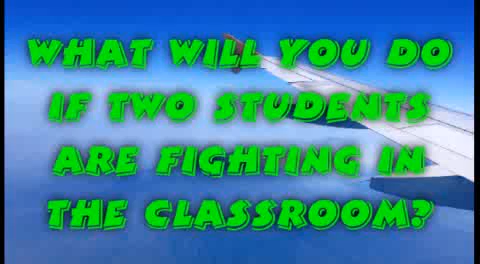 WHAT WILL YOU DO
IF TWO STUDENTS
ARE FIGHTING IN
THE CLASSROOM?